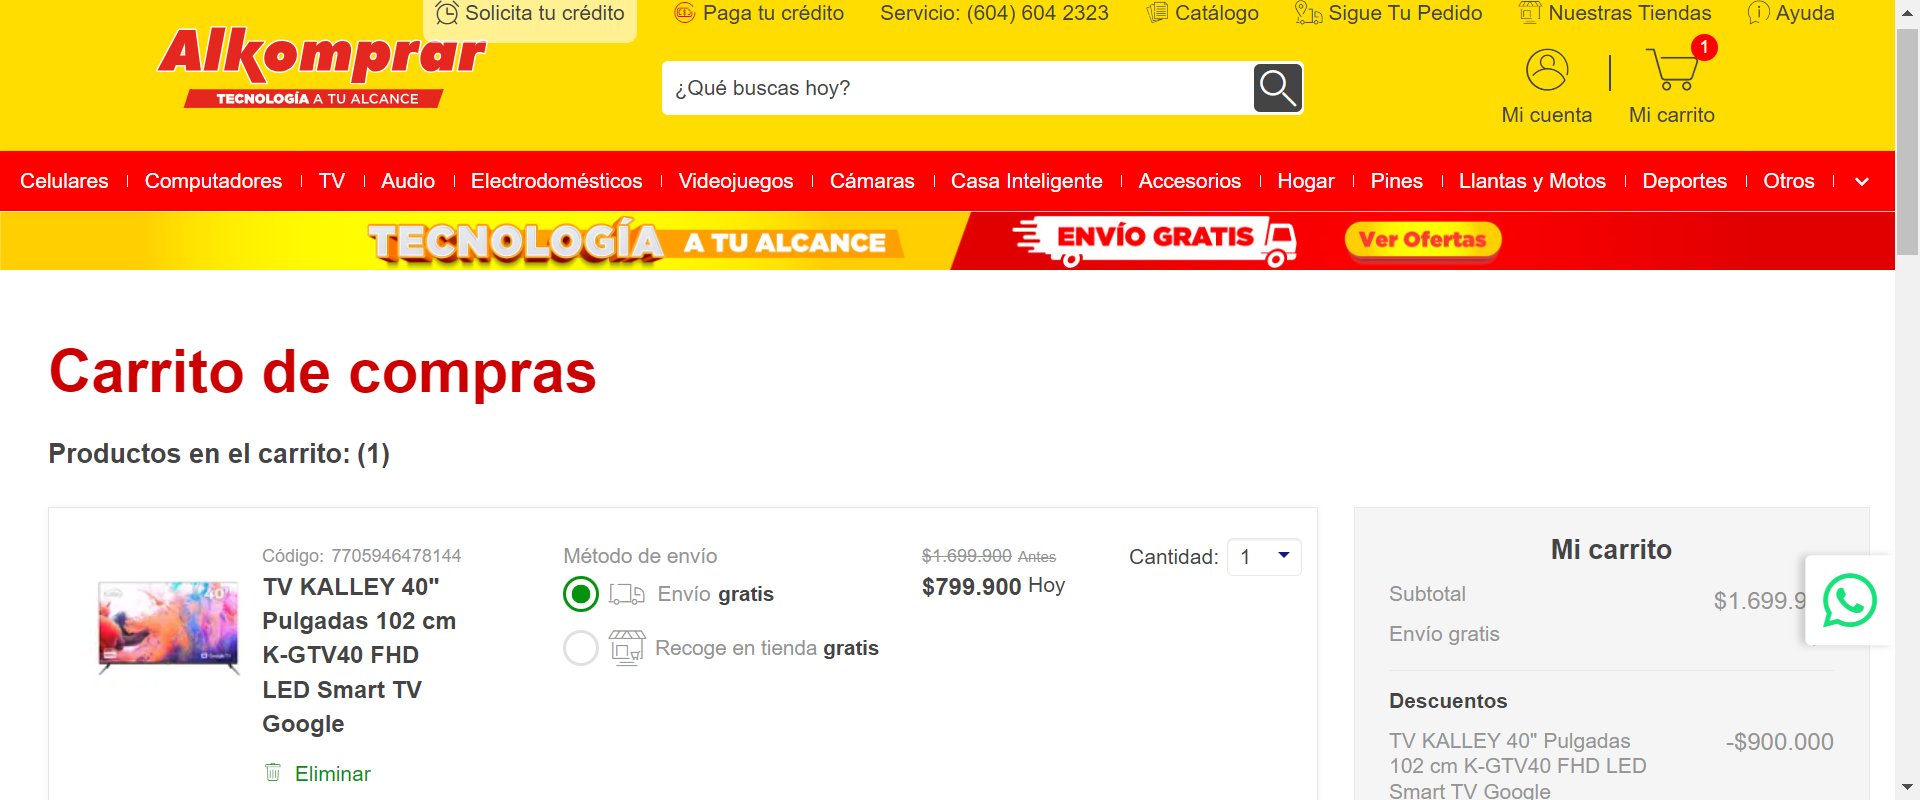 Solicita tu crédito
Paga tu crédito
Servicio: (604) 604 2323
Catálogo
Sigue Tu Pedido
Nuestras Tiendas
Ayuda
Alkomprar
TECNOLOGÍA A TU ALCANCE
¿Qué buscas hoy?
Mi cuenta
1
Mi carrito
Celulares
Computadores
TV
Audio
Electrodomésticos
Videojuegos
Cámaras
Casa Inteligente
Accesorios
Hogar
Pines
Llantas y Motos
Deportes
Otros
TECNOLOGÍA A TU ALCANCE
ENVÍO GRATIS
Ver Ofertas
Carrito de compras
Productos en el carrito: (1)
Código: 7705946478144
TV KALLEY 40"
Pulgadas 102 cm
K-GTV40 FHD
LED Smart TV
Google
Eliminar
Método de envío
Envío gratis
Recoge en tienda gratis
$1.699.900 Antes
$799.900 Hoy
Cantidad: 1
Mi carrito
Subtotal
$1.699.9
Envío gratis
Descuentos
TV KALLEY 40" Pulgadas
102 cm K-GTV40 FHD LED
Smart TV Google
-$900.000